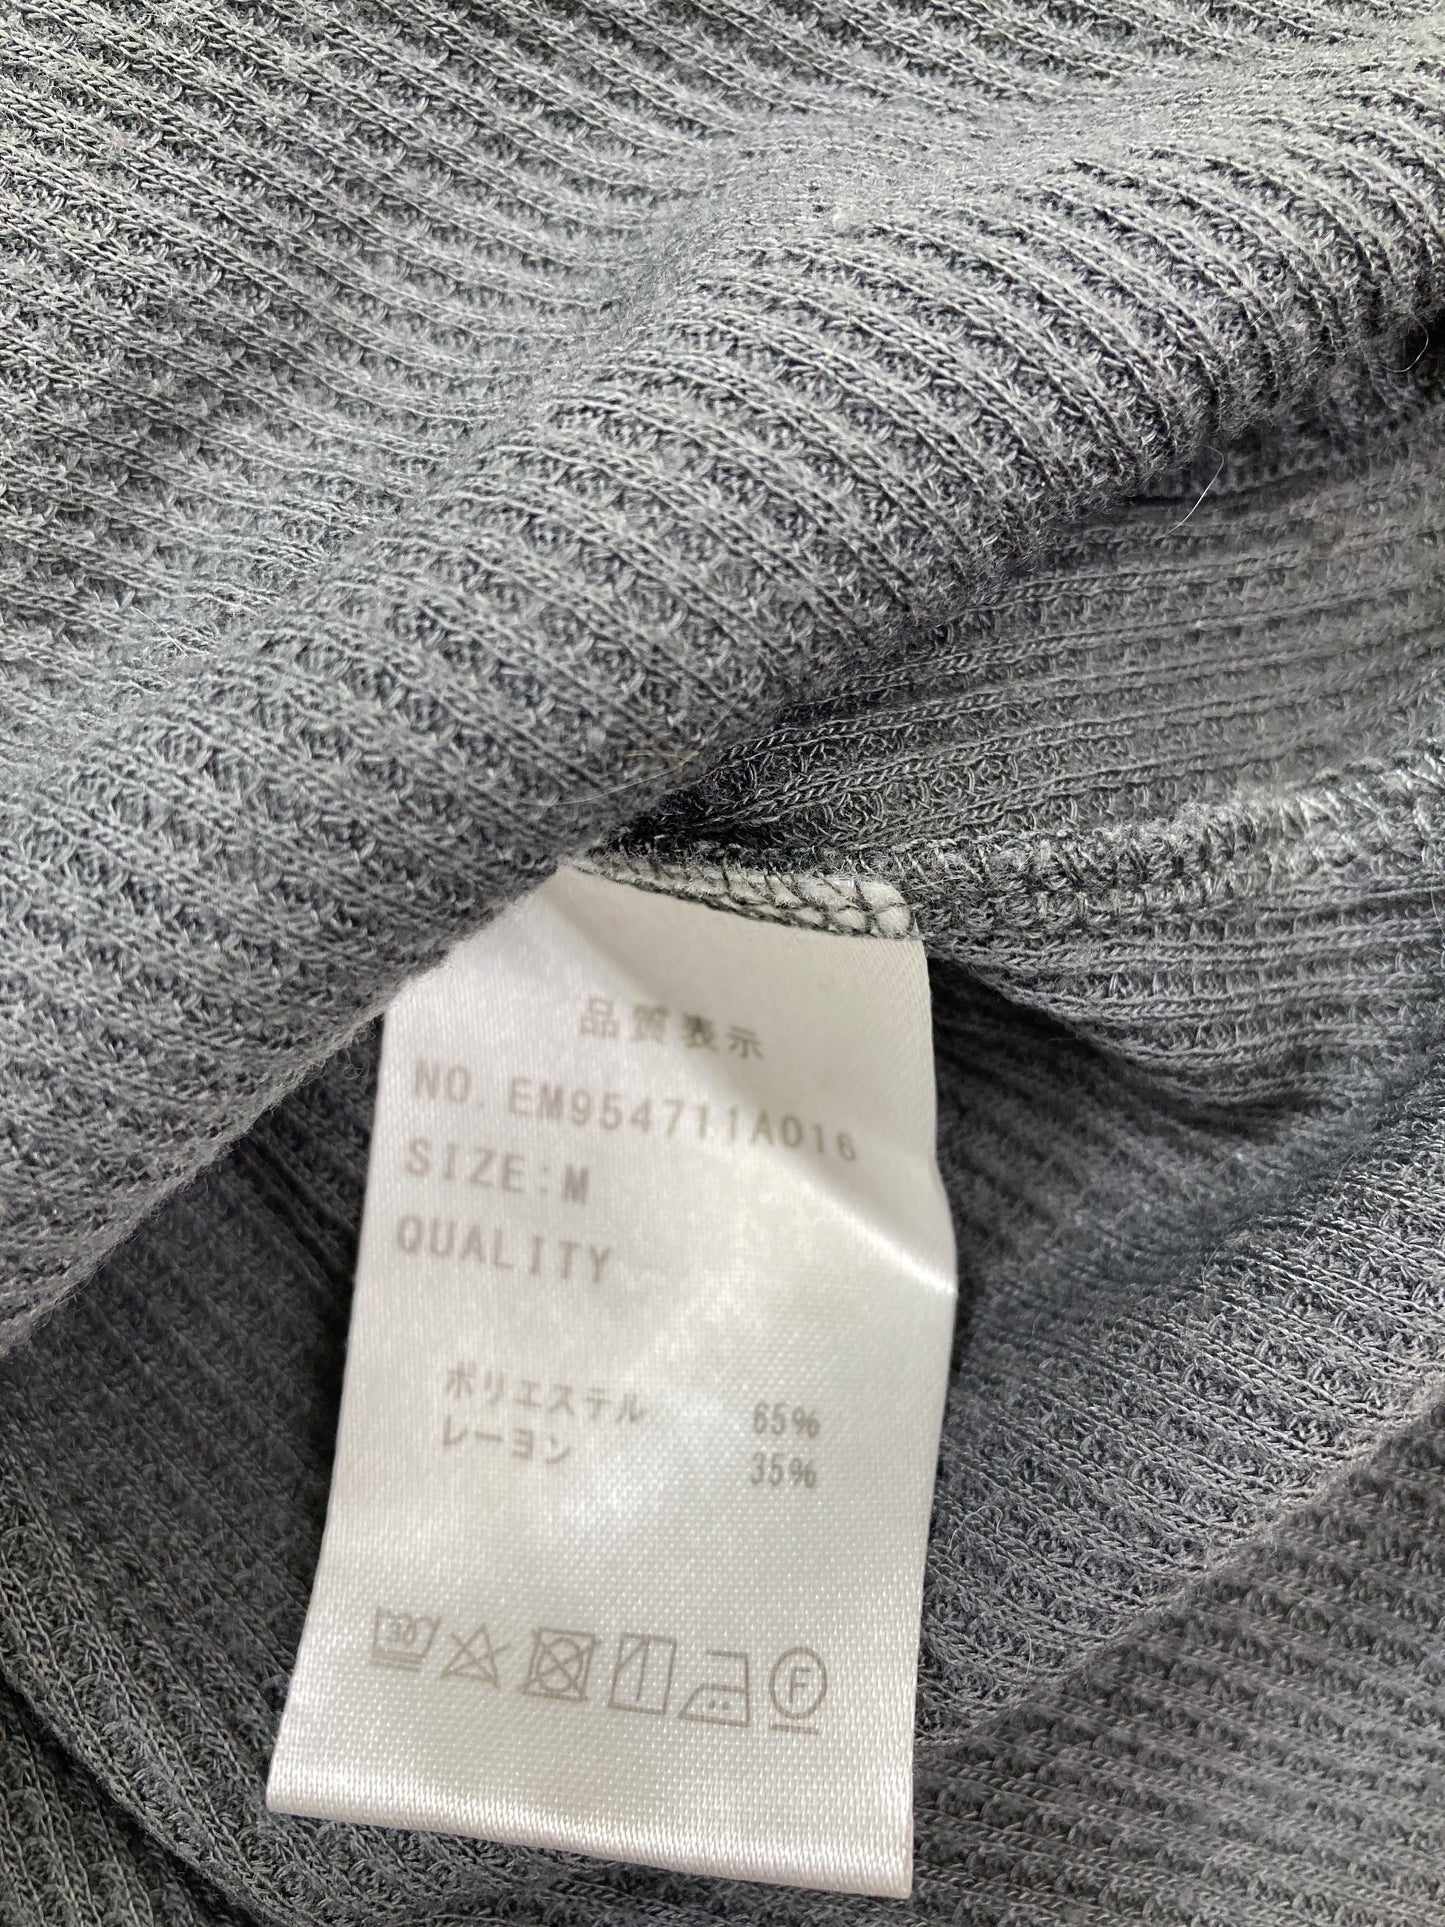 品質表示
NO. EM954711A016
SIZE:M
QUALITY
ポリエステル 65%
レーヨン 35%
30
F